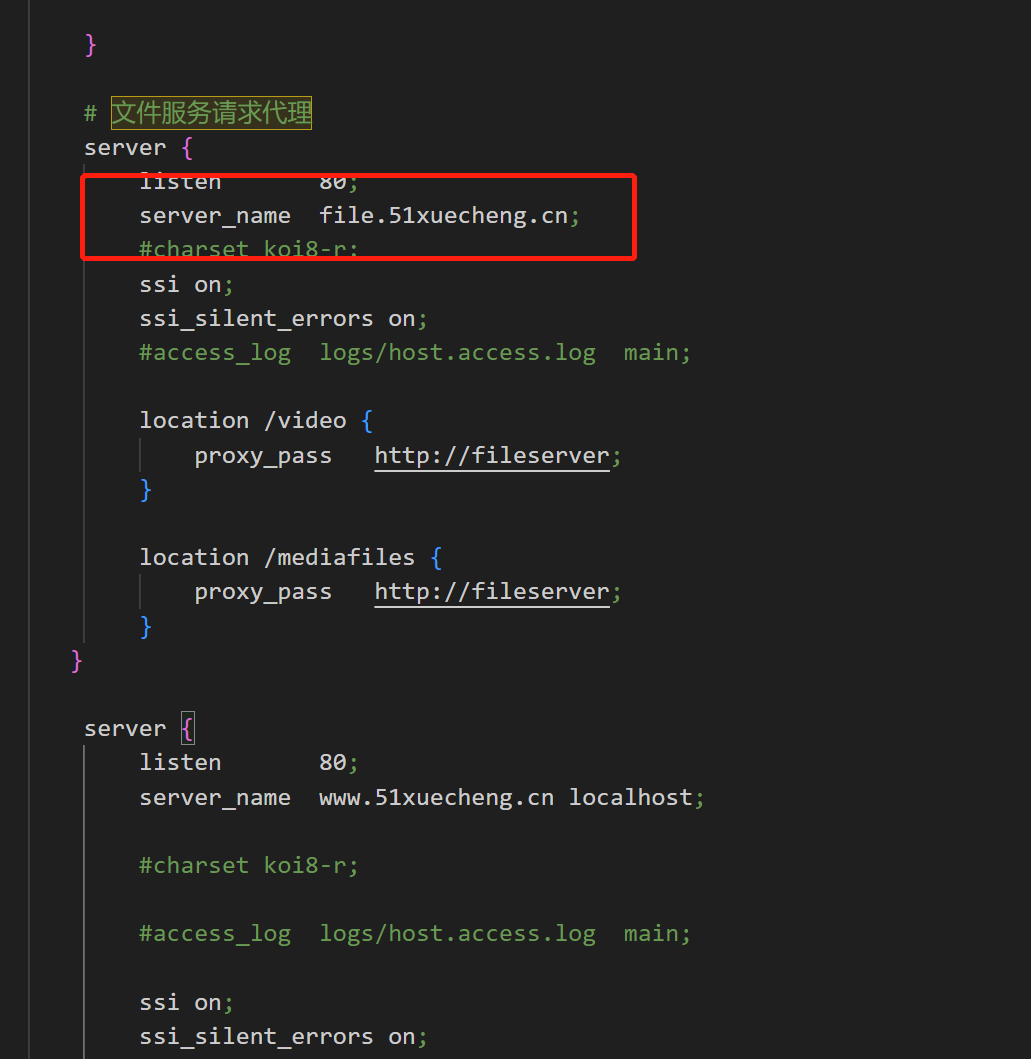 }
# 文件服务请求代理
server {
listen 80;
server_name file.51xuecheng.cn;
#charset koi8-r;
ssi on;
ssi_silent_errors on;
#access_log logs/host.access.log main;
location /video {
proxy_pass http://fileserver;
}
location /mediafiles {
proxy_pass http://fileserver;
}
}
server {
listen 80;
server_name www.51xuecheng.cn localhost;
#charset koi8-r;
#access_log logs/host.access.log main;
ssi on;
ssi_silent_errors on;